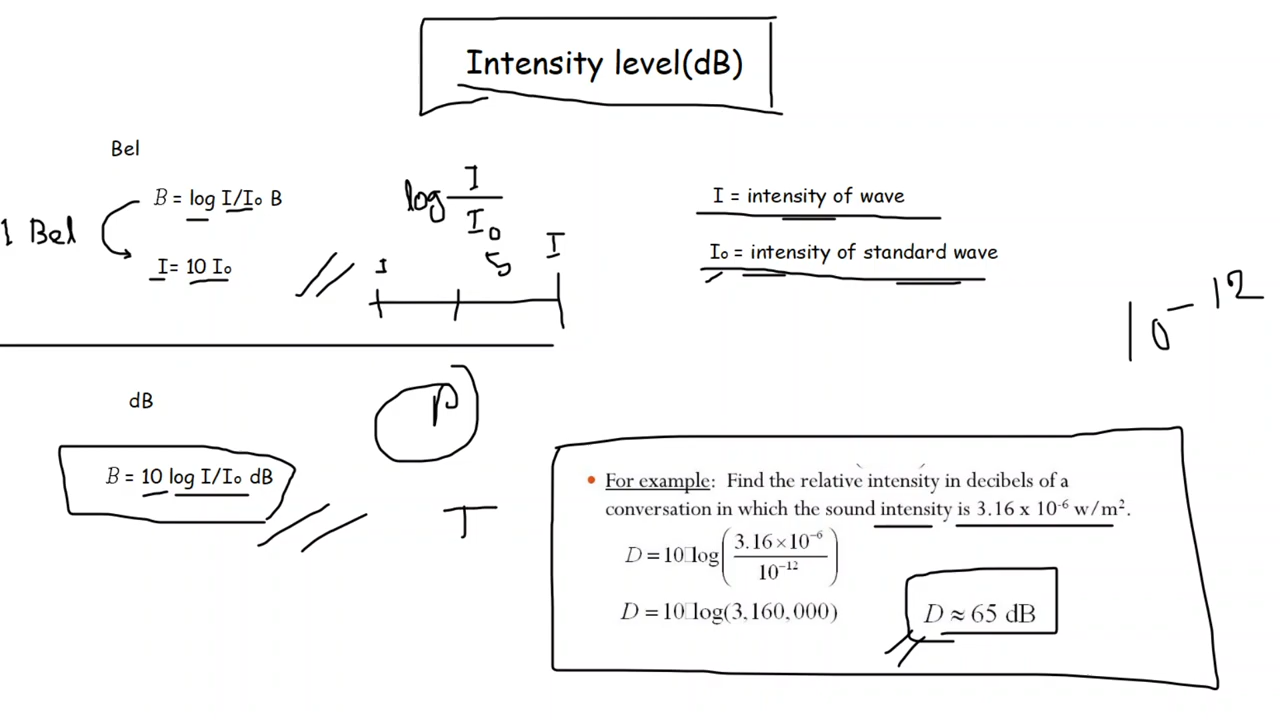 Intensity level(dB)
Bel
B = log I/I₀ B
1 Bel
I= 10 I₀
log I/I₀
I
5
I
I = intensity of wave
I₀ = intensity of standard wave
10⁻¹²
dB
B = 10 log I/I₀ dB
P
I
• For example: Find the relative intensity in decibels of a
conversation in which the sound intensity is 3.16 x 10⁻⁶ w/m².
D = 10□log(3.16×10⁻⁶/10⁻¹²)
D = 10□log(3,160,000)
D ≈ 65 dB